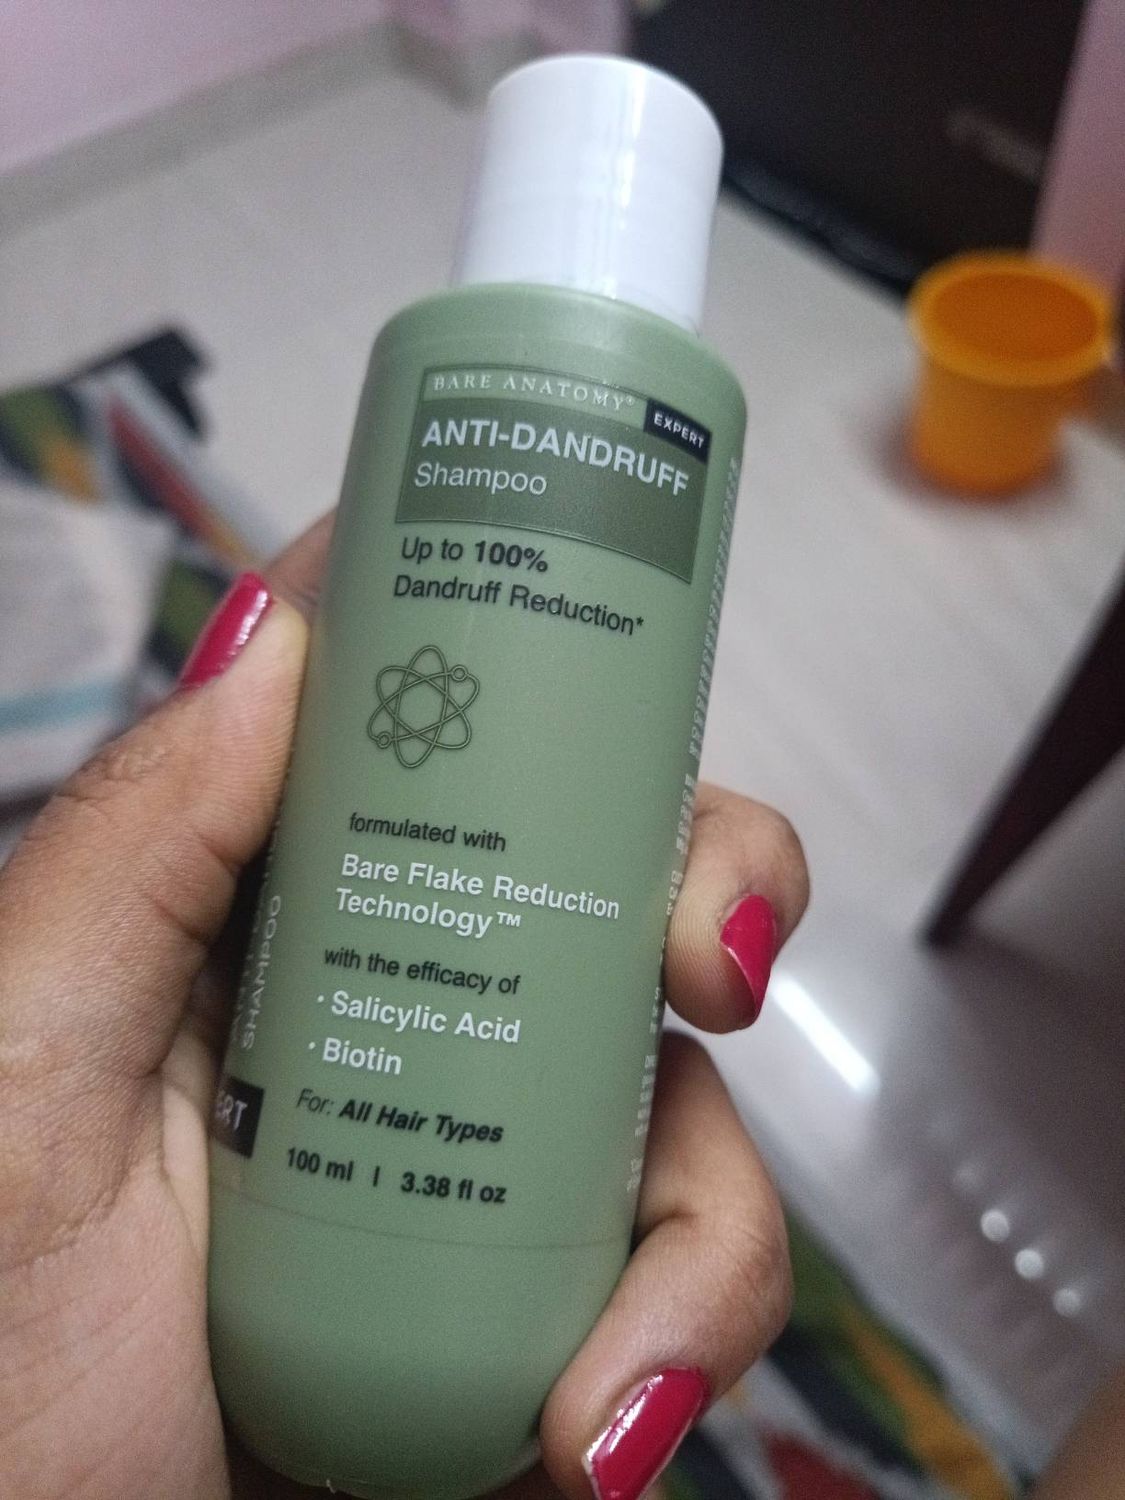 BARE ANATOMY®
EXPERT
ANTI-DANDRUFF
Shampoo
Up to 100%
Dandruff Reduction*
formulated with
Bare Flake Reduction
Technology™
with the efficacy of
· Salicylic Acid
· Biotin
For: All Hair Types
100 ml | 3.38 fl oz
SHAMPOO